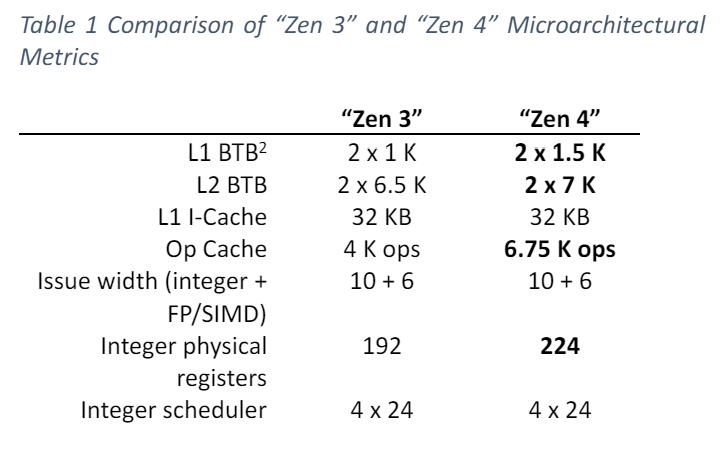 Table 1 Comparison of “Zen 3” and “Zen 4” Microarchitectural
Metrics
“Zen 3” “Zen 4”
L1 BTB² 2 x 1 K 2 x 1.5 K
L2 BTB 2 x 6.5 K 2 x 7 K
L1 I-Cache 32 KB 32 KB
Op Cache 4 K ops 6.75 K ops
Issue width (integer + 10 + 6 10 + 6
FP/SIMD)
Integer physical 192 224
registers
Integer scheduler 4 x 24 4 x 24